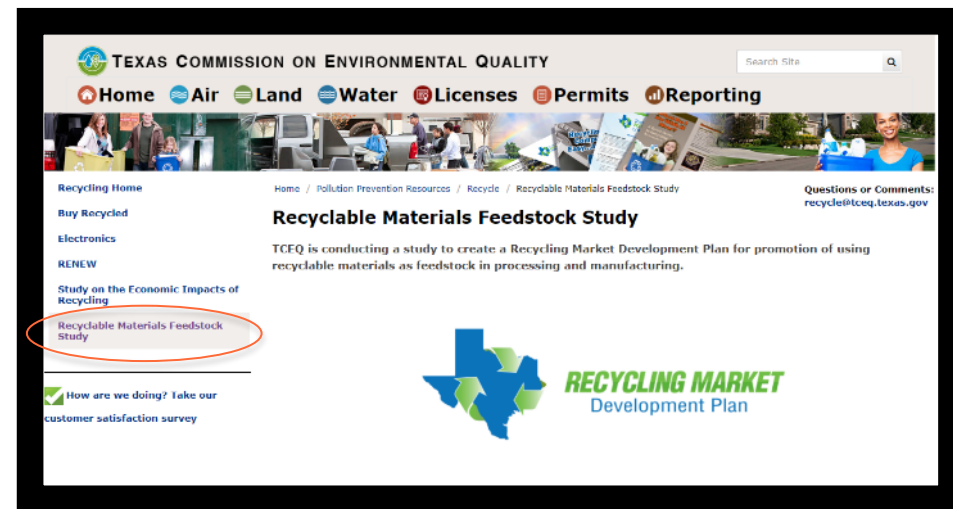 TEXAS COMMISSION ON ENVIRONMENTAL QUALITY
Search Site
Home Air Land Water Licenses Permits Reporting
Recycling Home
Buy Recycled
Electronics
RENEW
Study on the Economic Impacts of
Recycling
Recyclable Materials Feedstock
Study
How are we doing? Take our
customer satisfaction survey
Home / Pollution Prevention Resources / Recycle / Recyclable Materials Feedstock Study
Recyclable Materials Feedstock Study
TCEQ is conducting a study to create a Recycling Market Development Plan for promotion of using
recyclable materials as feedstock in processing and manufacturing.
RECYCLING MARKET
Development Plan
Questions or Comments:
recycle@tceq.texas.gov